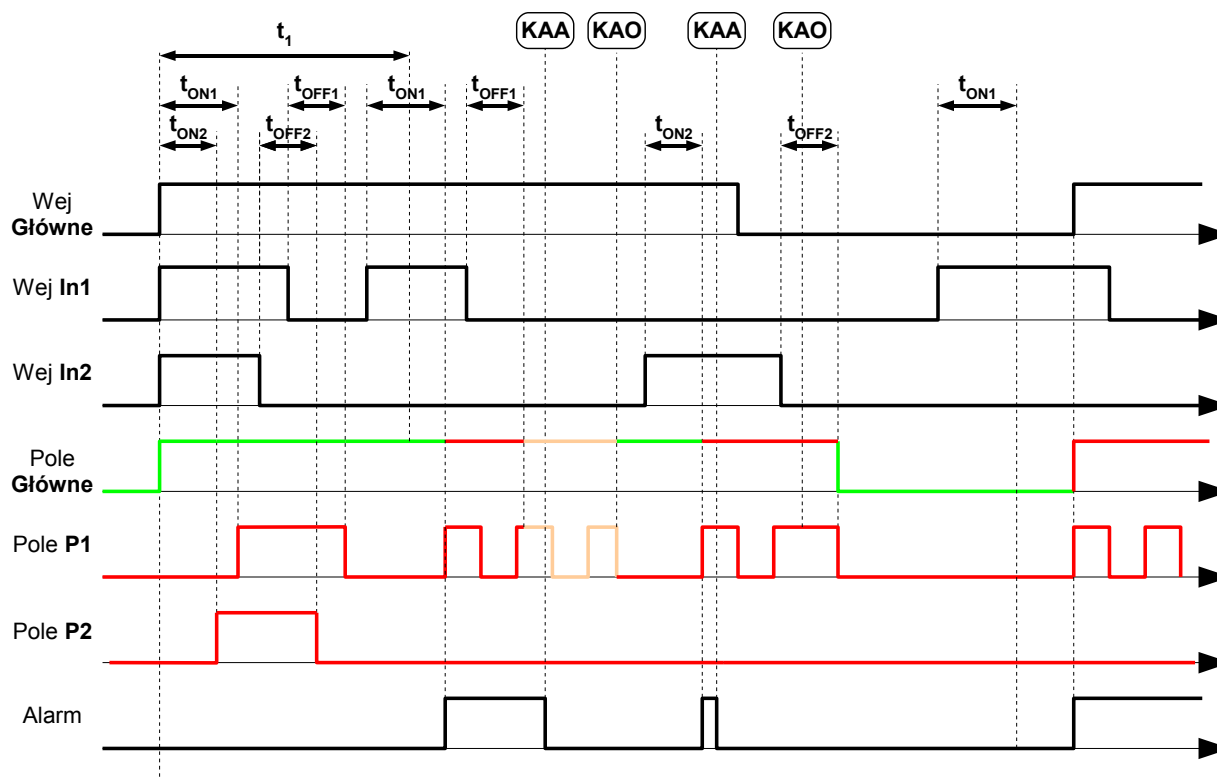 KAA KAO KAA KAO
t1
tON1 tOFF1 tON1 tOFF1 tON1
tON2 tOFF2 tON2 tOFF2
Wej
Główne
Wej In1
Wej In2
Pole
Główne
Pole P1
Pole P2
Alarm